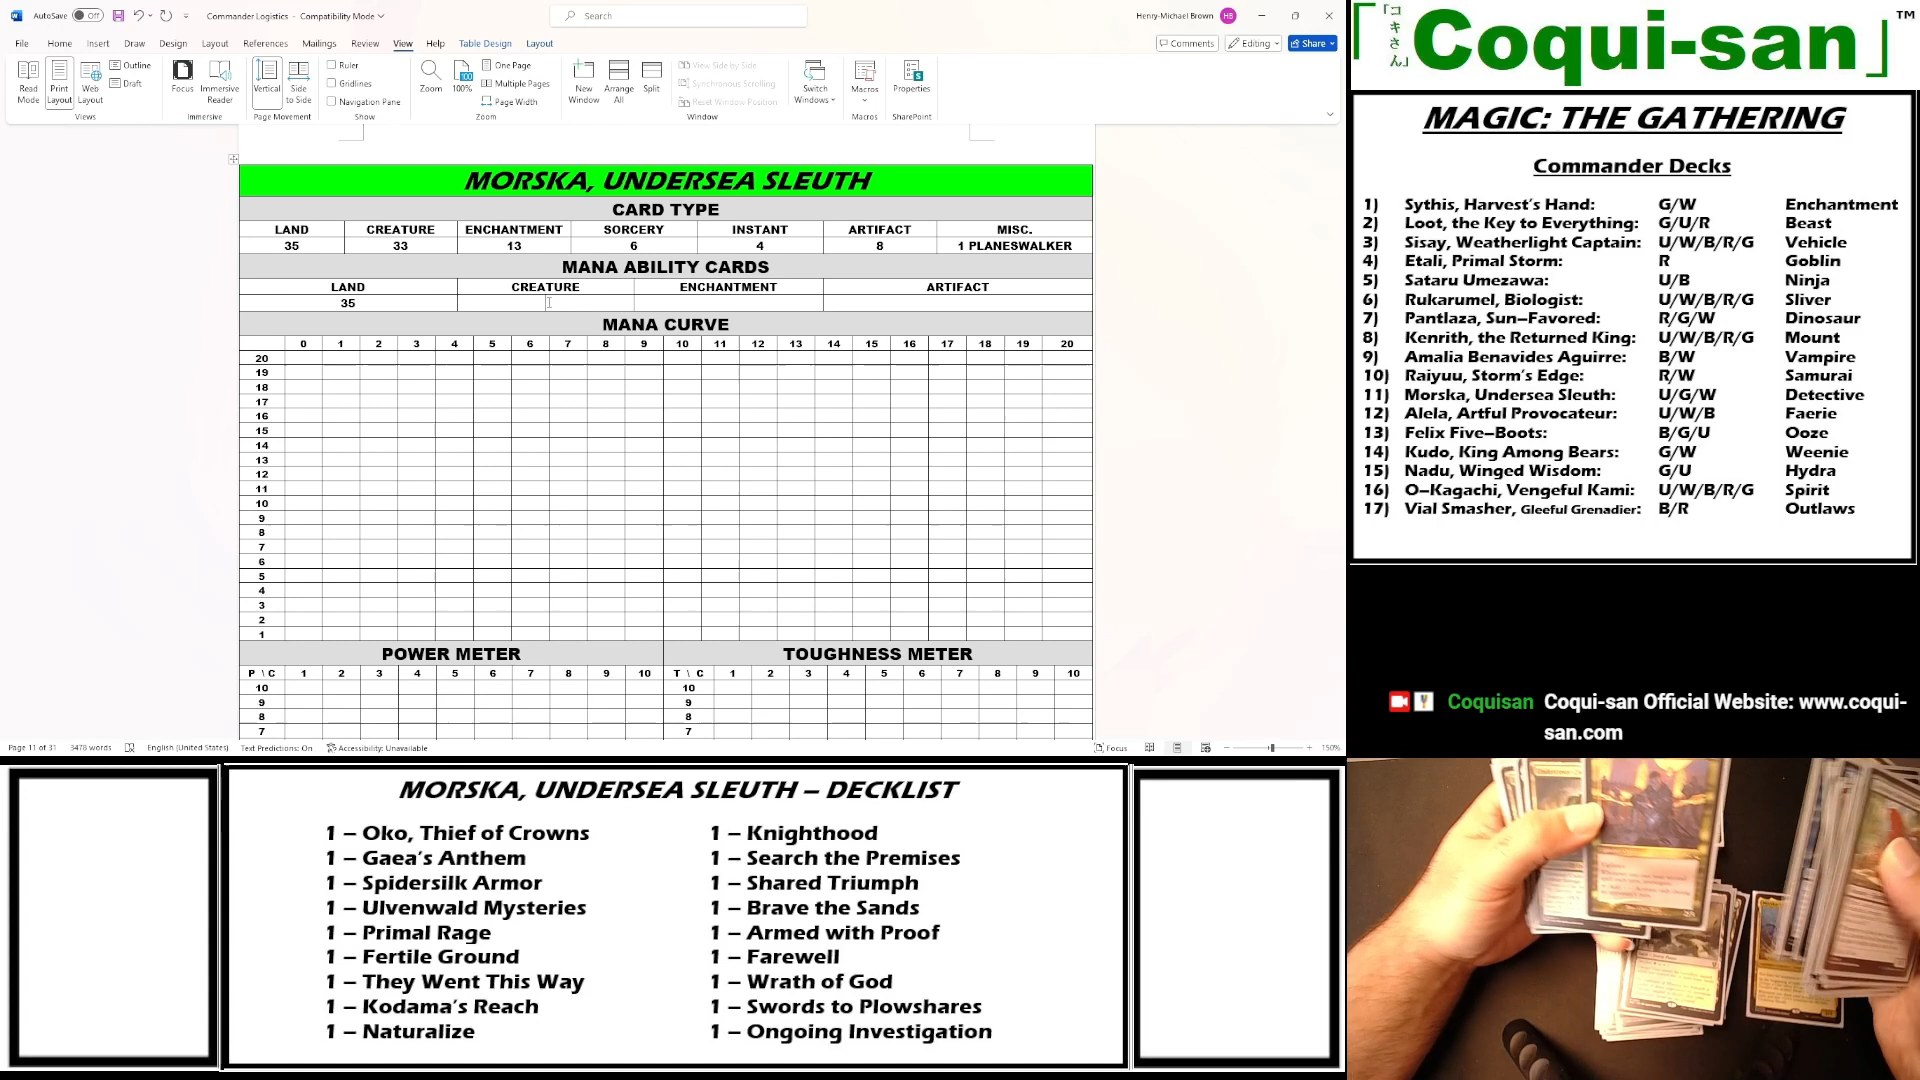 AutoSave Off Commander Logistics - Compatibility Mode Search Henry-Michael Brown HB
File Home Insert Draw Design Layout References Mailings Review View Help Table Design Layout Comments Editing Share
Read Mode Print Layout Web Layout Outline Draft Focus Immersive Reader Vertical Side to Side Ruler Gridlines Navigation Pane Zoom 100% One Page Multiple Pages Page Width New Window Arrange All Split View Side by Side Synchronous Scrolling Reset Window Position Switch Windows Macros Properties
Views Immersive Page Movement Show Zoom Window Macros SharePoint
MORSKA, UNDERSEA SLEUTH
CARD TYPE
LAND CREATURE ENCHANTMENT SORCERY INSTANT ARTIFACT MISC.
35 33 13 6 4 8 1 PLANESWALKER
MANA ABILITY CARDS
LAND CREATURE ENCHANTMENT ARTIFACT
35
MANA CURVE
0 1 2 3 4 5 6 7 8 9 10 11 12 13 14 15 16 17 18 19 20
20
19
18
17
16
15
14
13
12
11
10
9
8
7
6
5
4
3
2
1
POWER METER TOUGHNESS METER
P \ C 1 2 3 4 5 6 7 8 9 10 T \ C 1 2 3 4 5 6 7 8 9 10
10 10
9 9
8 8
7 7
Page 11 of 31 3478 words English (United States) Text Predictions: On Accessibility: Unavailable Focus 150%
「コキさん」
「Coqui-san」™
MAGIC: THE GATHERING
Commander Decks
1) Sythis, Harvest's Hand: G/W Enchantment
2) Loot, the Key to Everything: G/U/R Beast
3) Sisay, Weatherlight Captain: U/W/B/R/G Vehicle
4) Etali, Primal Storm: R Goblin
5) Sataru Umezawa: U/B Ninja
6) Rukarumel, Biologist: U/W/B/R/G Sliver
7) Pantlaza, Sun-Favored: R/G/W Dinosaur
8) Kenrith, the Returned King: U/W/B/R/G Mount
9) Amalia Benavides Aguirre: B/W Vampire
10) Raiyuu, Storm's Edge: R/W Samurai
11) Morska, Undersea Sleuth: U/G/W Detective
12) Alela, Artful Provocateur: U/W/B Faerie
13) Felix Five-Boots: B/G/U Ooze
14) Kudo, King Among Bears: G/W Weenie
15) Nadu, Winged Wisdom: G/U Hydra
16) O-Kagachi, Vengeful Kami: U/W/B/R/G Spirit
17) Vial Smasher, Gleeful Grenadier: B/R Outlaws
Coquisan Coqui-san Official Website: www.coqui-
san.com
MORSKA, UNDERSEA SLEUTH – DECKLIST
1 – Oko, Thief of Crowns 1 – Knighthood
1 – Gaea's Anthem 1 – Search the Premises
1 – Spidersilk Armor 1 – Shared Triumph
1 – Ulvenwald Mysteries 1 – Brave the Sands
1 – Primal Rage 1 – Armed with Proof
1 – Fertile Ground 1 – Farewell
1 – They Went This Way 1 – Wrath of God
1 – Kodama's Reach 1 – Swords to Plowshares
1 – Naturalize 1 – Ongoing Investigation